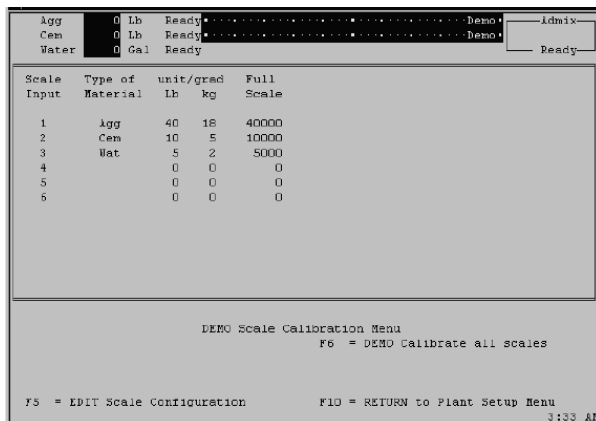 Agg 0 Lb Ready Demo Admix
Cem 0 Lb Ready Demo
Water 0 Gal Ready Ready
Scale Type of unit/grad Full
Input Material Lb kg Scale
1 Agg 40 18 40000
2 Cem 10 5 10000
3 Wat 5 2 5000
4 0 0 0
5 0 0 0
6 0 0 0
DEMO Scale Calibration Menu
F6 = DEMO Calibrate all scales
F5 = EDIT Scale Configuration F10 = RETURN to Plant Setup Menu
3:33 AM